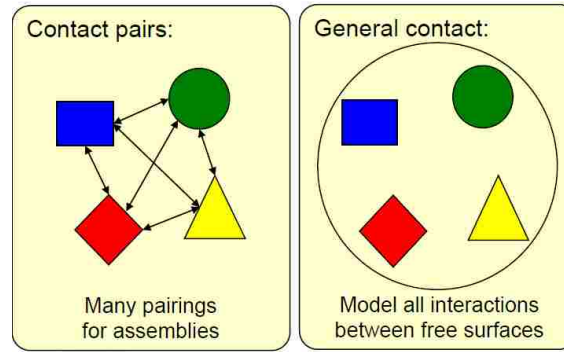 Contact pairs:
Many pairings
for assemblies
General contact:
Model all interactions
between free surfaces